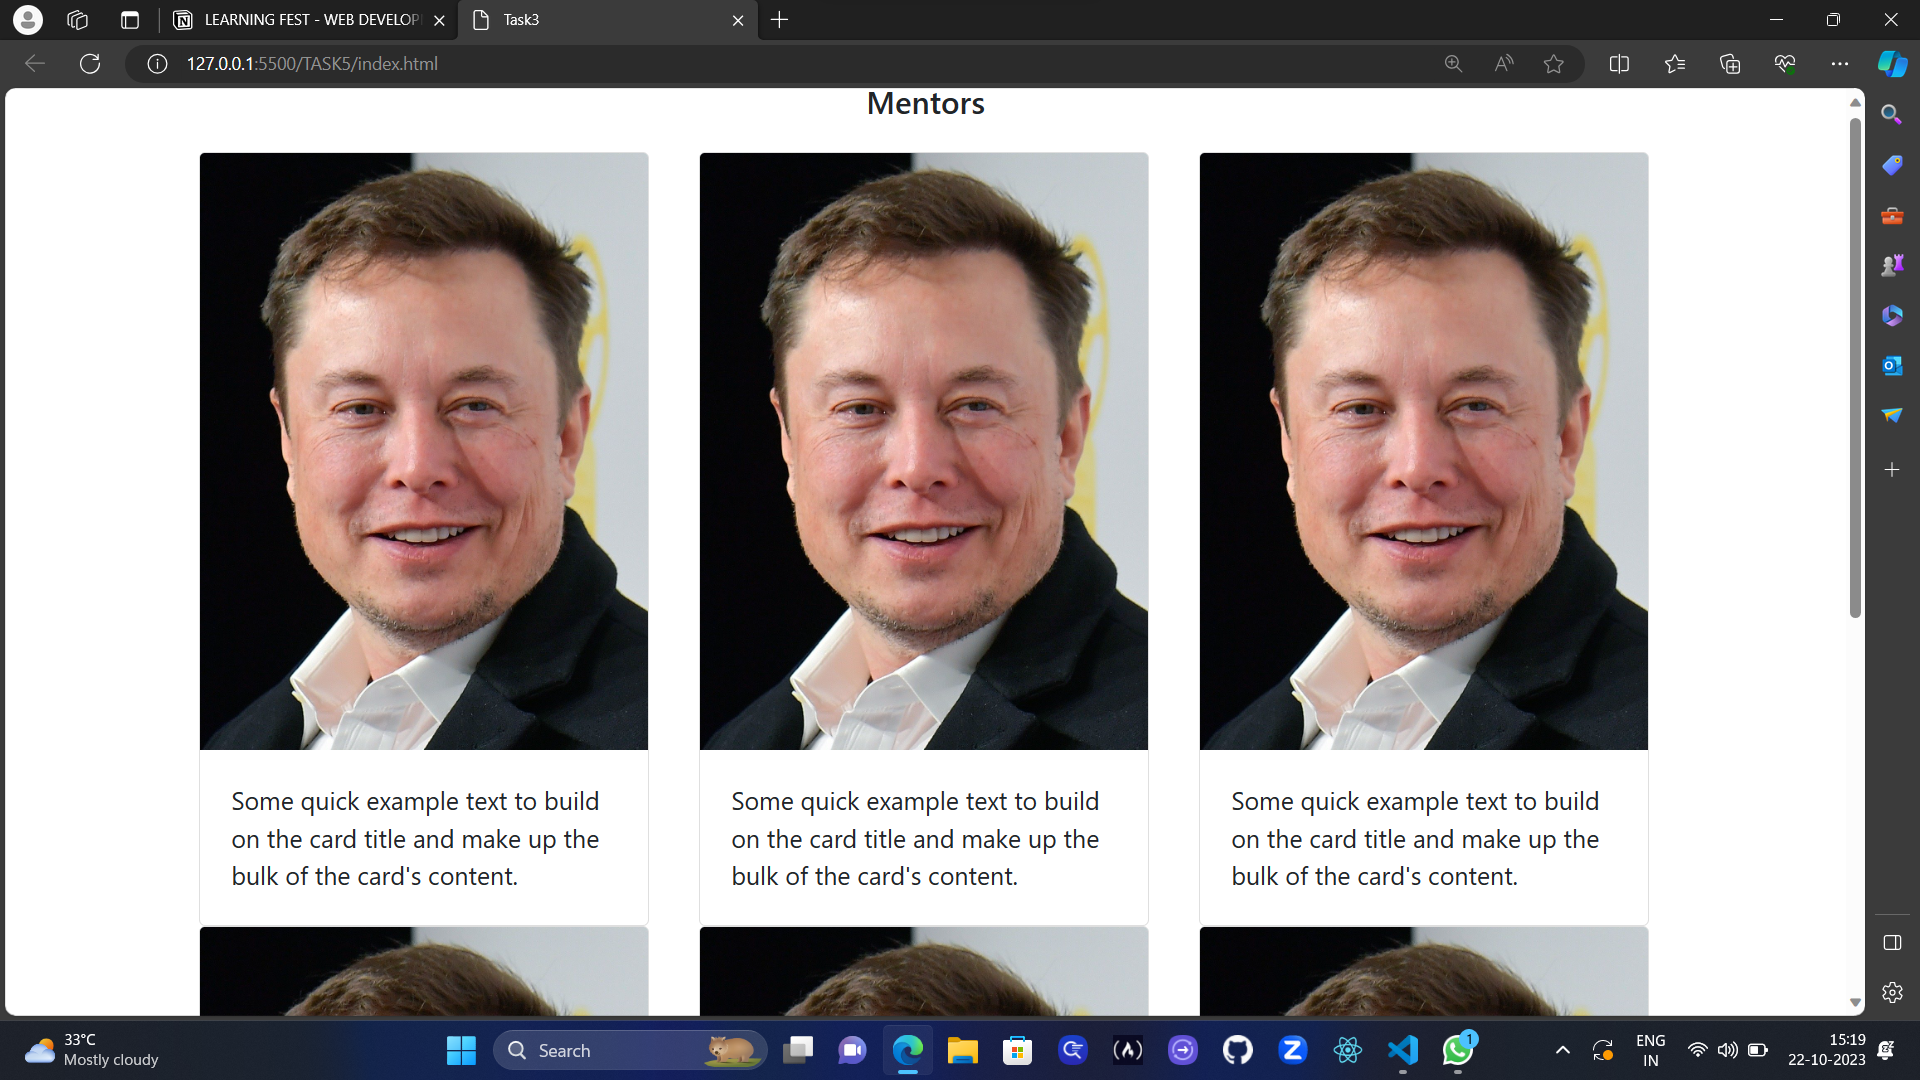 LEARNING FEST - WEB DEVELOP
Task3
127.0.0.1:5500/TASK5/index.html
Mentors
Some quick example text to build
on the card title and make up the
bulk of the card's content.
Some quick example text to build
on the card title and make up the
bulk of the card's content.
Some quick example text to build
on the card title and make up the
bulk of the card's content.
33°C
Mostly cloudy
Search
1
ENG
IN
15:19
22-10-2023